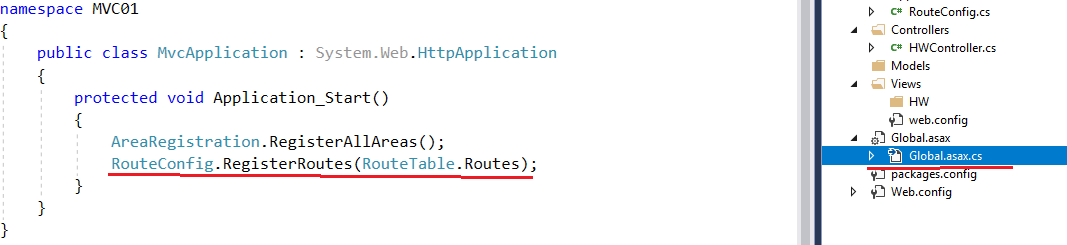 namespace MVC01
{
public class MvcApplication : System.Web.HttpApplication
{
protected void Application_Start()
{
AreaRegistration.RegisterAllAreas();
RouteConfig.RegisterRoutes(RouteTable.Routes);
}
}
}
C# RouteConfig.cs
Controllers
C# HWController.cs
Models
Views
HW
web.config
Global.asax
Global.asax.cs
packages.config
Web.config